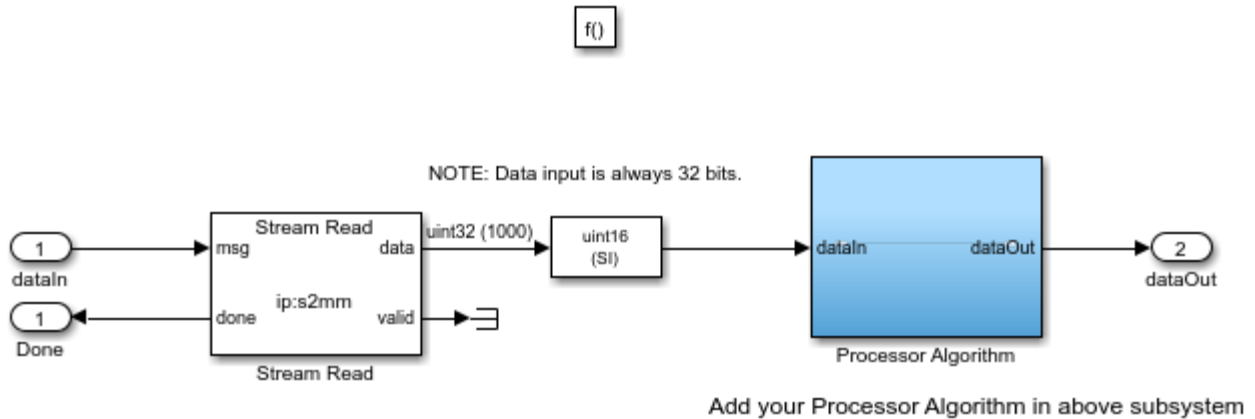 f()
NOTE: Data input is always 32 bits.
Stream Read
msg
data
uint32 (1000)
uint16
(SI)
dataIn
dataOut
1
dataIn
2
dataOut
ip:s2mm
done
valid
1
Done
Stream Read
Processor Algorithm
Add your Processor Algorithm in above subsystem